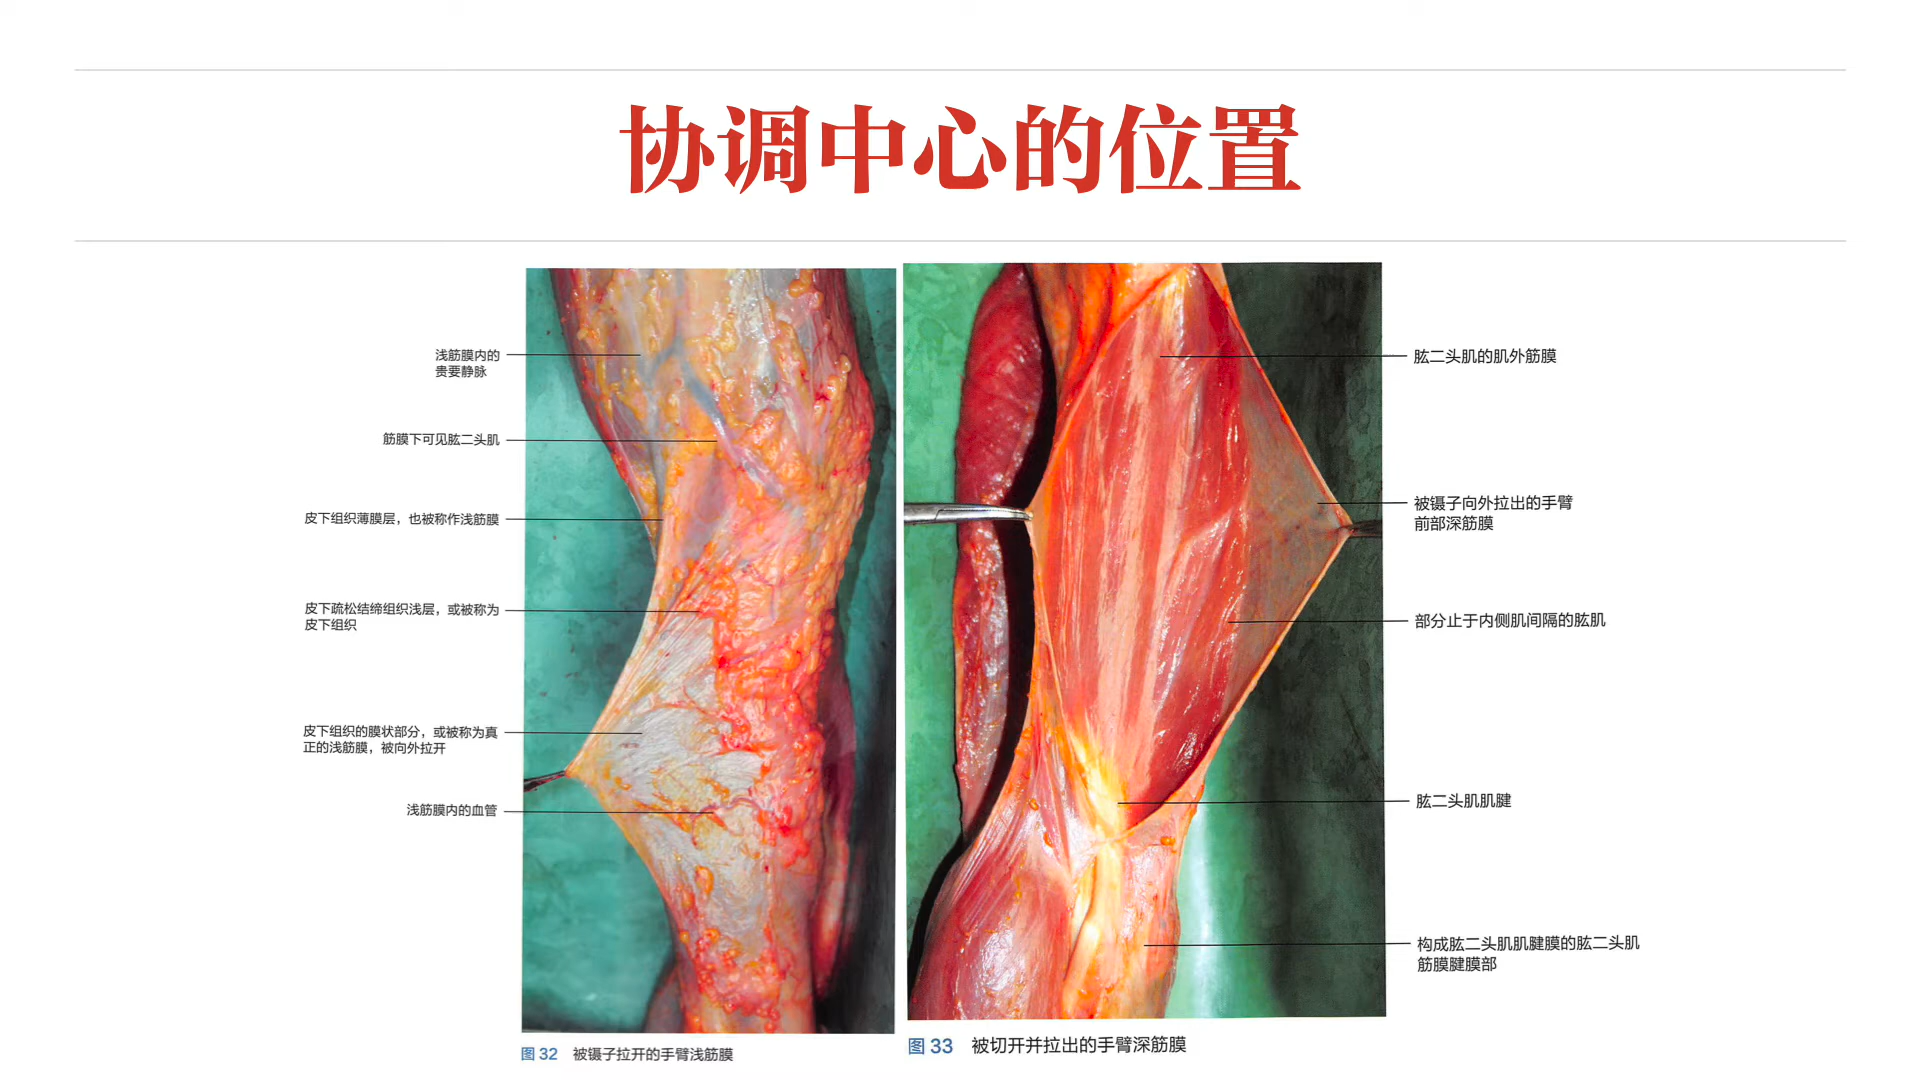 协调中心的位置
浅筋膜内的
贵要静脉
筋膜下可见肱二头肌
皮下组织薄膜层，也被称作浅筋膜
皮下疏松结缔组织浅层，或被称为
皮下组织
皮下组织的膜状部分，或被称为真
正的浅筋膜，被向外拉开
浅筋膜内的血管
图 32 被镊子拉开的手臂浅筋膜
肱二头肌的肌外筋膜
被镊子向外拉出的手臂
前部深筋膜
部分止于内侧肌间隔的肱肌
肱二头肌肌腱
构成肱二头肌肌腱膜的肱二头肌
筋膜腱膜部
图 33 被切开并拉出的手臂深筋膜